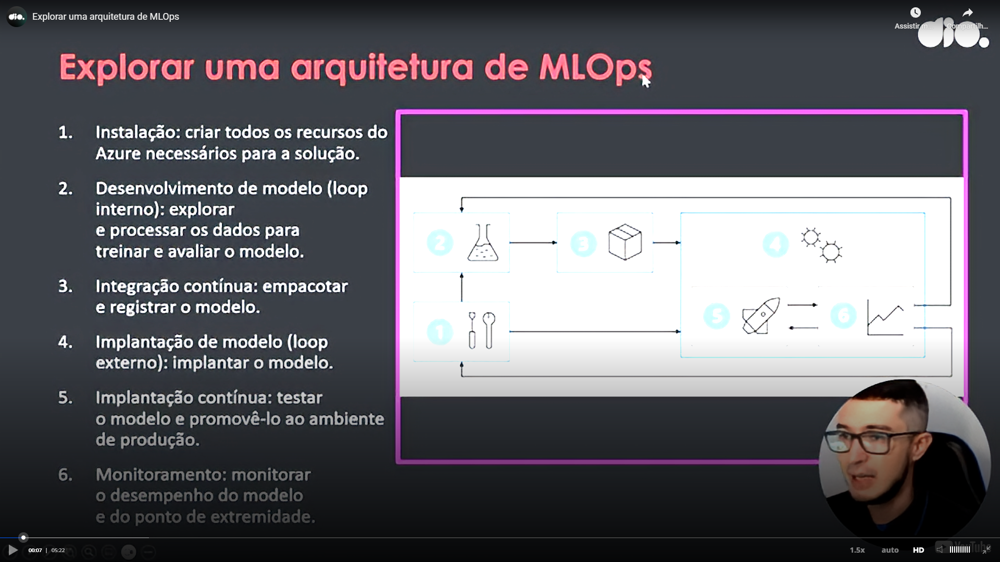 dio.
Explorar uma arquitetura de MLOps
Assistir m...
Compartilh...
dio.
Explorar uma arquitetura de MLOps
1. Instalação: criar todos os recursos do
Azure necessários para a solução.
2. Desenvolvimento de modelo (loop
interno): explorar
e processar os dados para
treinar e avaliar o modelo.
3. Integração contínua: empacotar
e registrar o modelo.
4. Implantação de modelo (loop
externo): implantar o modelo.
5. Implantação contínua: testar
o modelo e promovê-lo ao ambiente
de produção.
6. Monitoramento: monitorar
o desempenho do modelo
e do ponto de extremidade.
2
3
4
5
6
1
00:07 | 05:22
1.5x
auto
HD
YouTube